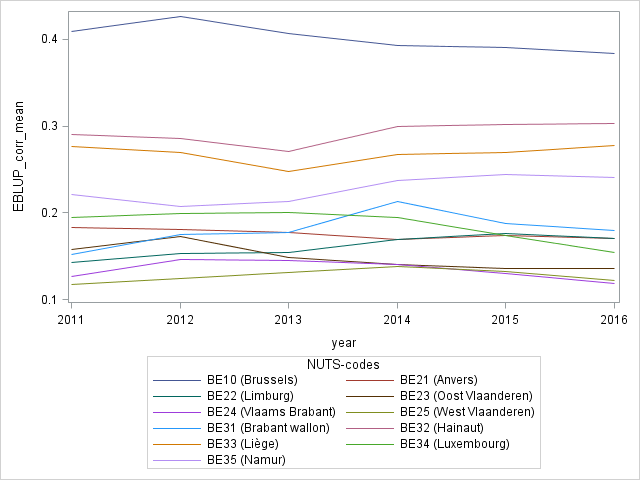 0.4
0.3
0.2
0.1
EBLUP_corr_mean
2011 2012 2013 2014 2015 2016
year
NUTS-codes
BE10 (Brussels) BE21 (Anvers)
BE22 (Limburg) BE23 (Oost Vlaanderen)
BE24 (Vlaams Brabant) BE25 (West Vlaanderen)
BE31 (Brabant wallon) BE32 (Hainaut)
BE33 (Liège) BE34 (Luxembourg)
BE35 (Namur)